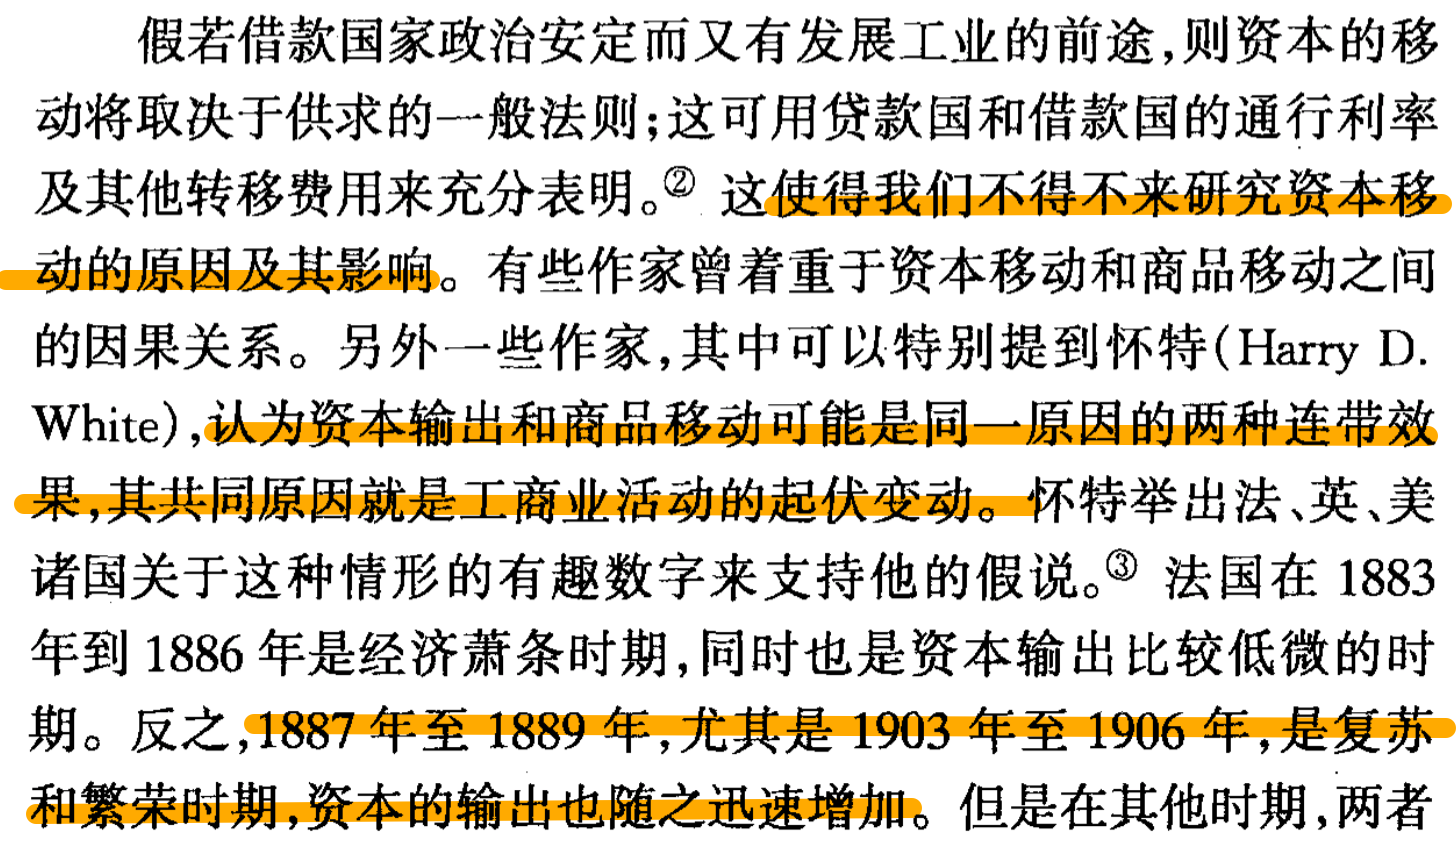 假若借款国家政治安定而又有发展工业的前途,则资本的移
动将取决于供求的一般法则;这可用贷款国和借款国的通行利率
及其他转移费用来充分表明。② 这使得我们不得不来研究资本移
动的原因及其影响。有些作家曾着重于资本移动和商品移动之间
的因果关系。另外一些作家,其中可以特别提到怀特(Harry D.
White),认为资本输出和商品移动可能是同一原因的两种连带效
果,其共同原因就是工商业活动的起伏变动。怀特举出法、英、美
诸国关于这种情形的有趣数字来支持他的假说。③ 法国在 1883
年到 1886 年是经济萧条时期,同时也是资本输出比较低微的时
期。反之,1887 年至 1889 年,尤其是 1903 年至 1906 年,是复苏
和繁荣时期,资本的输出也随之迅速增加。但是在其他时期,两者